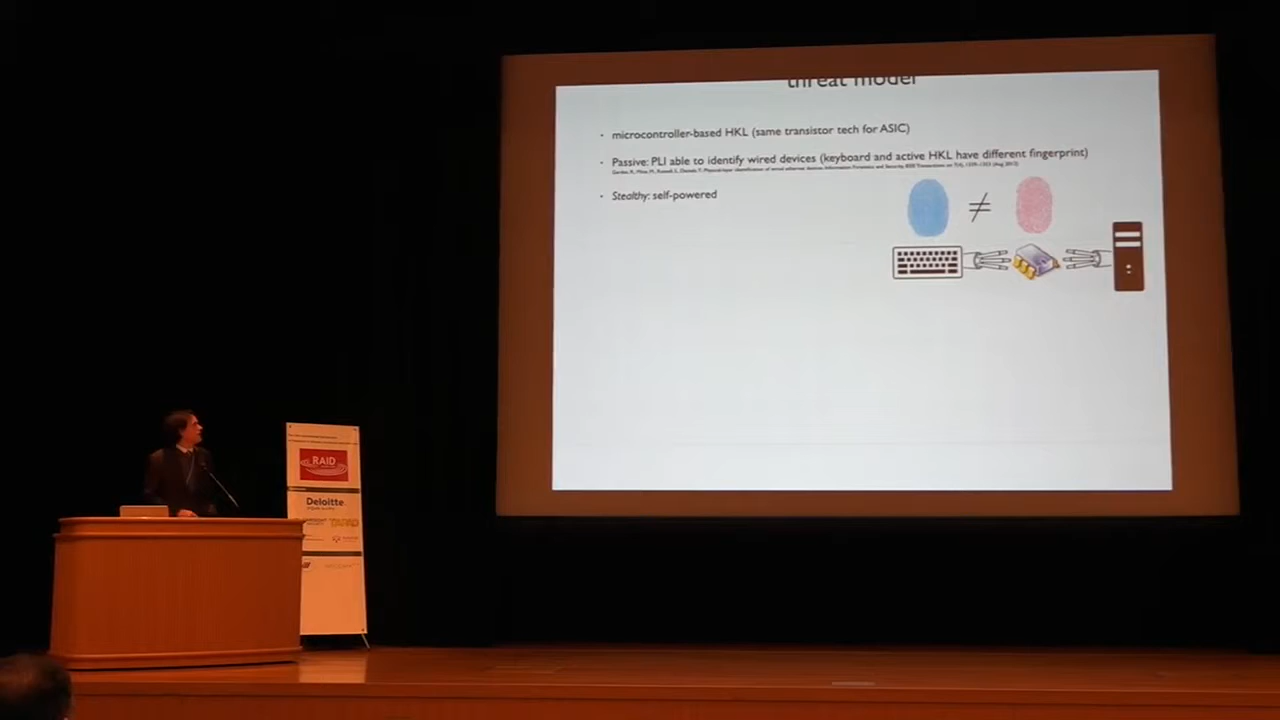 threat model
• microcontroller-based HKL (same transistor tech for ASIC)
• Passive: PLI able to identify wired devices (keyboard and active HKL have different fingerprint)
• Stealthy: self-powered
≠
RAID
Deloitte.